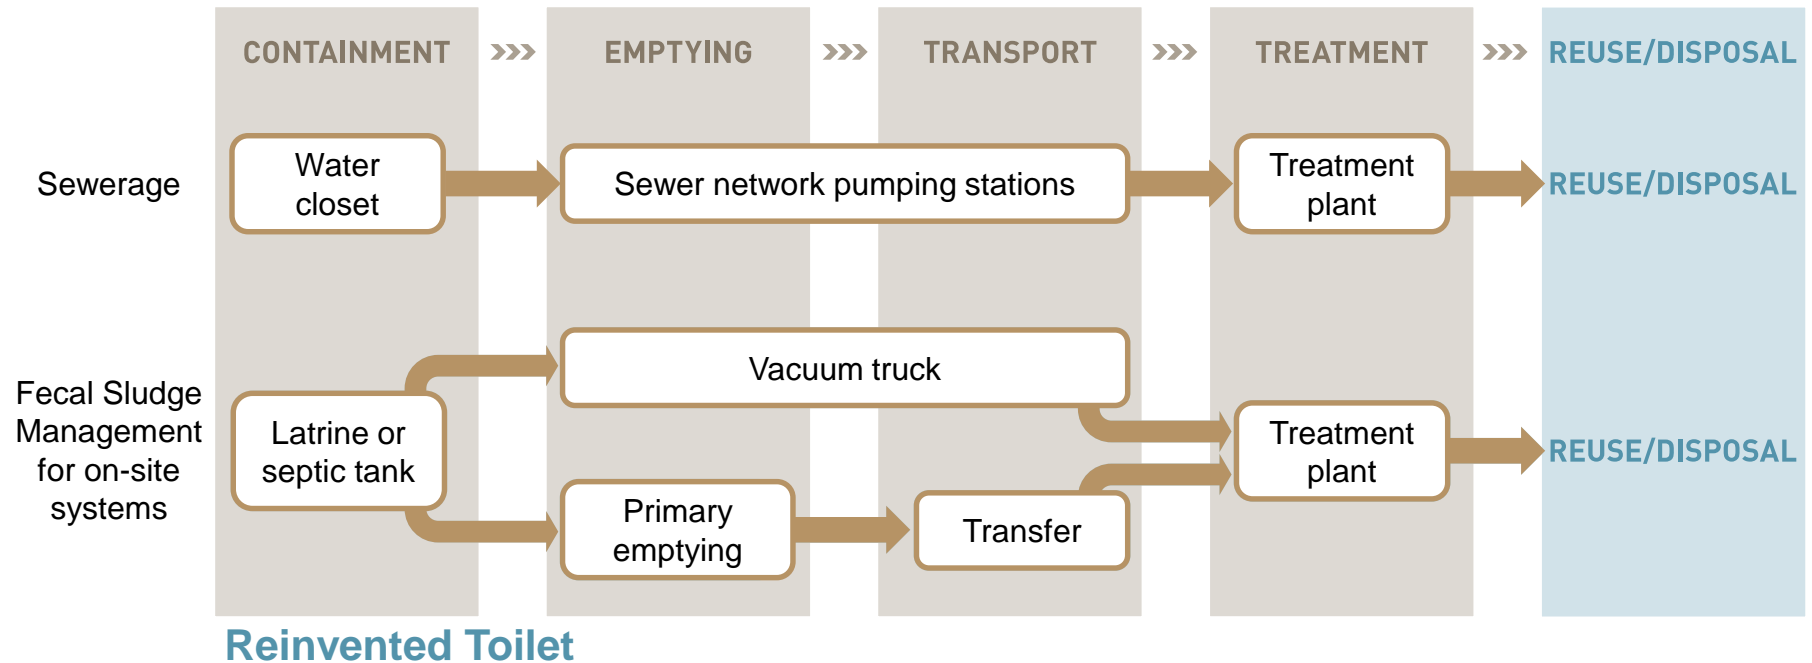 CONTAINMENT >>> EMPTYING >>> TRANSPORT >>> TREATMENT >>> REUSE/DISPOSAL
Sewerage
Water
closet
Sewer network pumping stations
Treatment
plant
REUSE/DISPOSAL
Fecal Sludge
Management
for on-site
systems
Latrine or
septic tank
Vacuum truck
Primary
emptying
Transfer
Treatment
plant
REUSE/DISPOSAL
Reinvented Toilet